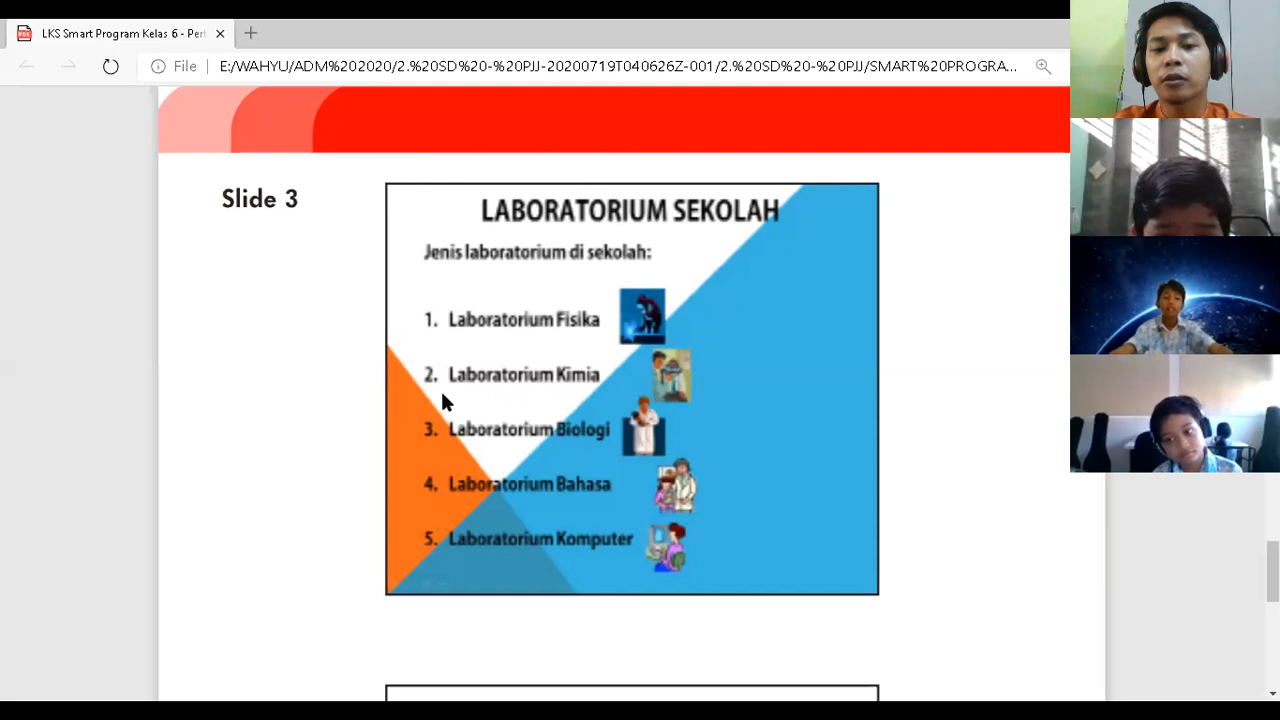 LKS Smart Program Kelas 6 - Pert
File
E:/WAHYU/ADM%202020/2.%20SD%20-%20PJJ-20200719T040626Z-001/2.%20SD%20-%20PJJ/SMART%20PROGRA...
Slide 3
LABORATORIUM SEKOLAH
Jenis laboratorium di sekolah:
1. Laboratorium Fisika
2. Laboratorium Kimia
3. Laboratorium Biologi
4. Laboratorium Bahasa
5. Laboratorium Komputer